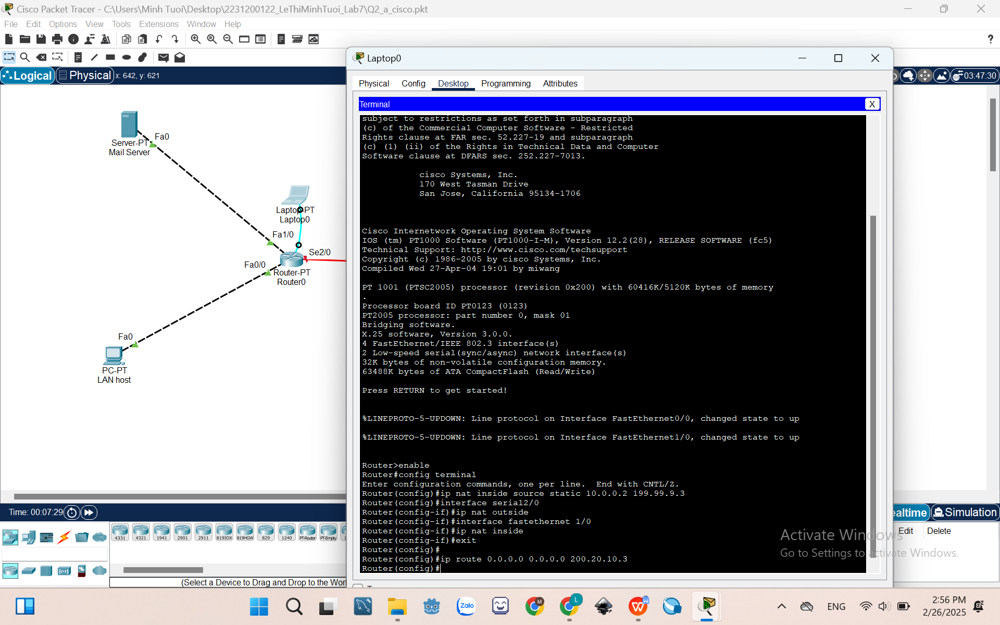 Cisco Packet Tracer - C:\Users\Minh Tuoi\Desktop\2231200122_LeThiMinhTuoi_Lab7\Q2_a_cisco.pkt
File Edit Options View Tools Extensions Window Help
?
Logical Physical x: 642, y: 621
03:47:30
Fa0
Server-PT
Mail Server
Laptop-PT
Laptop0
Fa1/0
Se2/0
Fa0/0
Router-PT
Router0
Fa0
PC-PT
LAN host
Laptop0
Physical Config Desktop Programming Attributes
Terminal
X
subject to restrictions as set forth in subparagraph
(c) of the Commercial Computer Software - Restricted
Rights clause at FAR sec. 52.227-19 and subparagraph
(c) (1) (ii) of the Rights in Technical Data and Computer
Software clause at DFARS sec. 252.227-7013.
cisco Systems, Inc.
170 West Tasman Drive
San Jose, California 95134-1706
Cisco Internetwork Operating System Software
IOS (tm) PT1000 Software (PT1000-I-M), Version 12.2(28), RELEASE SOFTWARE (fc5)
Technical Support: http://www.cisco.com/techsupport
Copyright (c) 1986-2005 by cisco Systems, Inc.
Compiled Wed 27-Apr-04 19:01 by miwang
PT 1001 (PTSC2005) processor (revision 0x200) with 60416K/5120K bytes of memory
.
Processor board ID PT0123 (0123)
PT2005 processor: part number 0, mask 01
Bridging software.
X.25 software, Version 3.0.0.
4 FastEthernet/IEEE 802.3 interface(s)
2 Low-speed serial(sync/async) network interface(s)
32K bytes of non-volatile configuration memory.
63488K bytes of ATA CompactFlash (Read/Write)
Press RETURN to get started!
%LINEPROTO-5-UPDOWN: Line protocol on Interface FastEthernet0/0, changed state to up
%LINEPROTO-5-UPDOWN: Line protocol on Interface FastEthernet1/0, changed state to up
Router>enable
Router#config terminal
Enter configuration commands, one per line.  End with CNTL/Z.
Router(config)#ip nat inside source static 10.0.0.2 199.99.9.3
Router(config)#interface serial2/0
Router(config-if)#ip nat outside
Router(config-if)#interface fastethernet 1/0
Router(config-if)#ip nat inside
Router(config-if)#exit
Router(config)#
Router(config)#ip route 0.0.0.0 0.0.0.0 200.20.10.3
Router(config)#
Time: 00:07:29
altime Simulation
Edit Delete
Activate Windows
Go to Settings to activate Windows.
4331 4321 1941 2901 2911 819IOX 819HGW 829 1240 PT-Router PT-Empty
(Select a Device to Drag and Drop to the Wor
Zalo
M
L
W
ENG
2:56 PM
2/26/2025